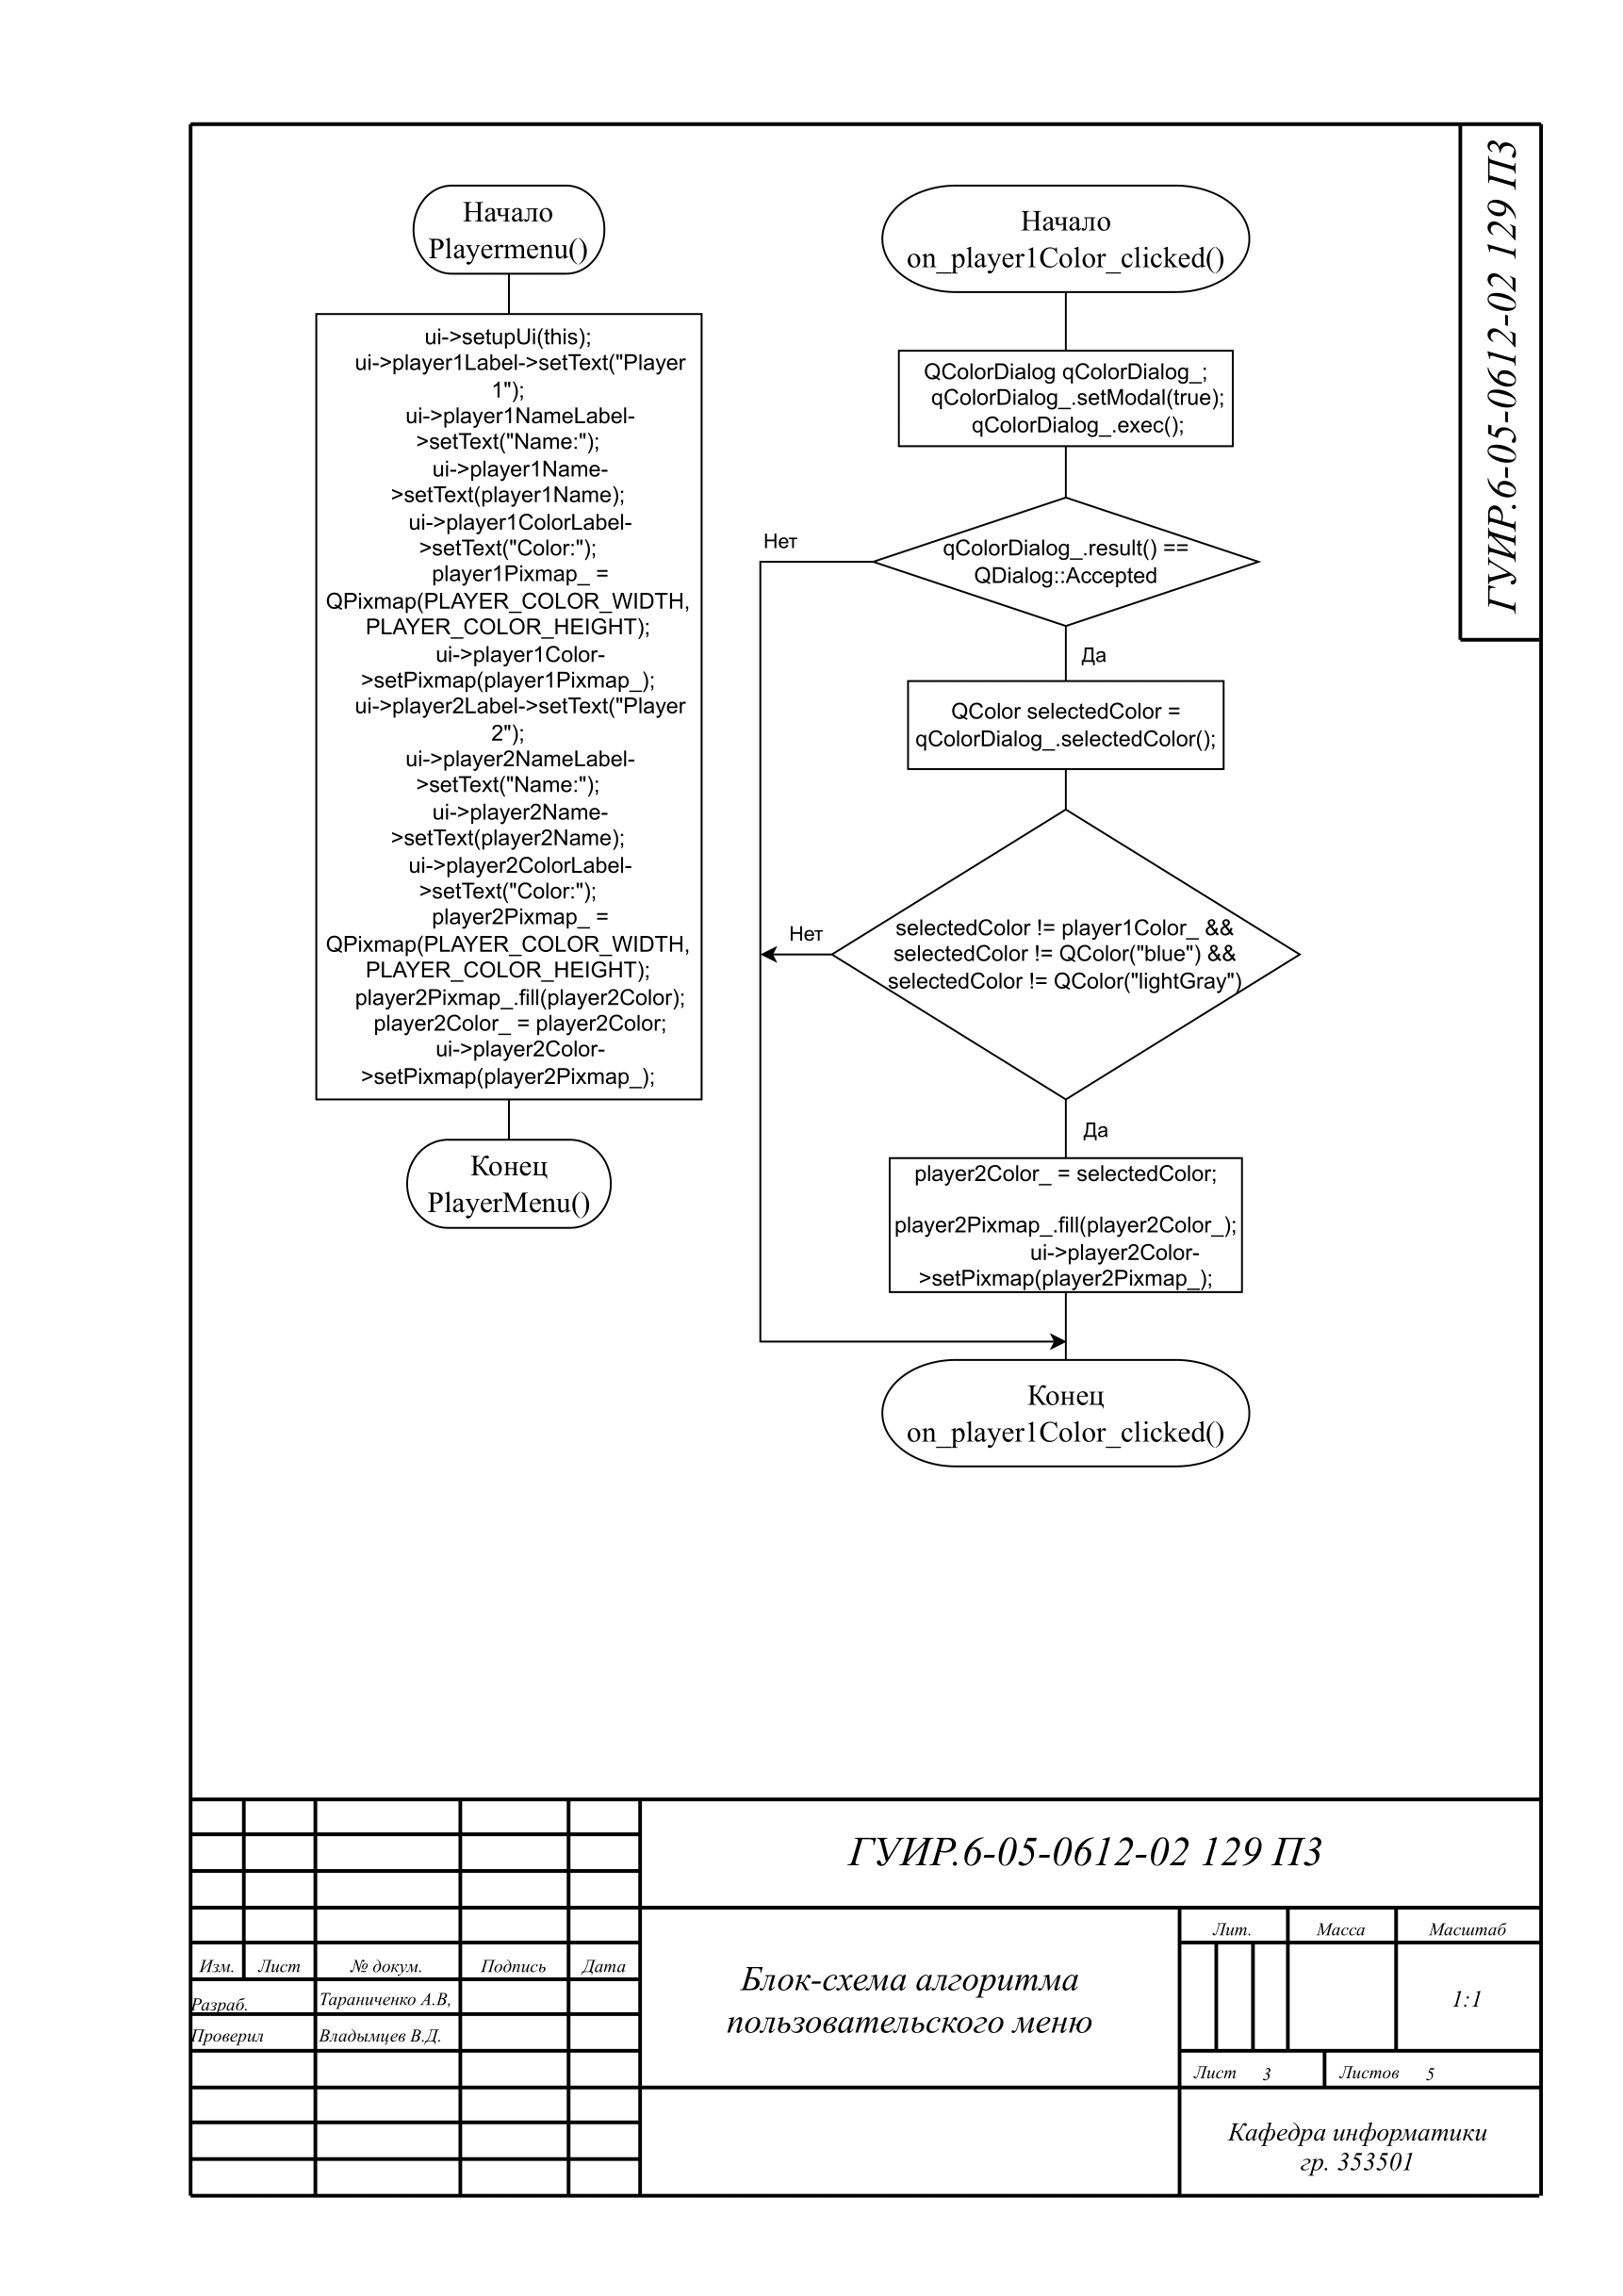 ГУИР.6-05-0612-02 129 ПЗ
Начало
Playermenu()
ui->setupUi(this);
ui->player1Label->setText("Player
1");
ui->player1NameLabel-
>setText("Name:");
ui->player1Name-
>setText(player1Name);
ui->player1ColorLabel-
>setText("Color:");
player1Pixmap_ =
QPixmap(PLAYER_COLOR_WIDTH,
PLAYER_COLOR_HEIGHT);
ui->player1Color-
>setPixmap(player1Pixmap_);
ui->player2Label->setText("Player
2");
ui->player2NameLabel-
>setText("Name:");
ui->player2Name-
>setText(player2Name);
ui->player2ColorLabel-
>setText("Color:");
player2Pixmap_ =
QPixmap(PLAYER_COLOR_WIDTH,
PLAYER_COLOR_HEIGHT);
player2Pixmap_.fill(player2Color);
player2Color_ = player2Color;
ui->player2Color-
>setPixmap(player2Pixmap_);
Конец
PlayerMenu()
Начало
on_player1Color_clicked()
QColorDialog qColorDialog_;
qColorDialog_.setModal(true);
qColorDialog_.exec();
Нет
qColorDialog_.result() ==
QDialog::Accepted
Да
QColor selectedColor =
qColorDialog_.selectedColor();
Нет
selectedColor != player1Color_ &&
selectedColor != QColor("blue") &&
selectedColor != QColor("lightGray")
Да
player2Color_ = selectedColor;
player2Pixmap_.fill(player2Color_);
ui->player2Color-
>setPixmap(player2Pixmap_);
Конец
on_player1Color_clicked()
ГУИР.6-05-0612-02 129 ПЗ
Изм. Лист № докум. Подпись Дата
Разраб. Тараниченко А.В,
Проверил Владымцев В.Д.
Блок-схема алгоритма
пользовательского меню
Лит. Масса Масштаб
1:1
Лист 3 Листов 5
Кафедра информатики
гр. 353501